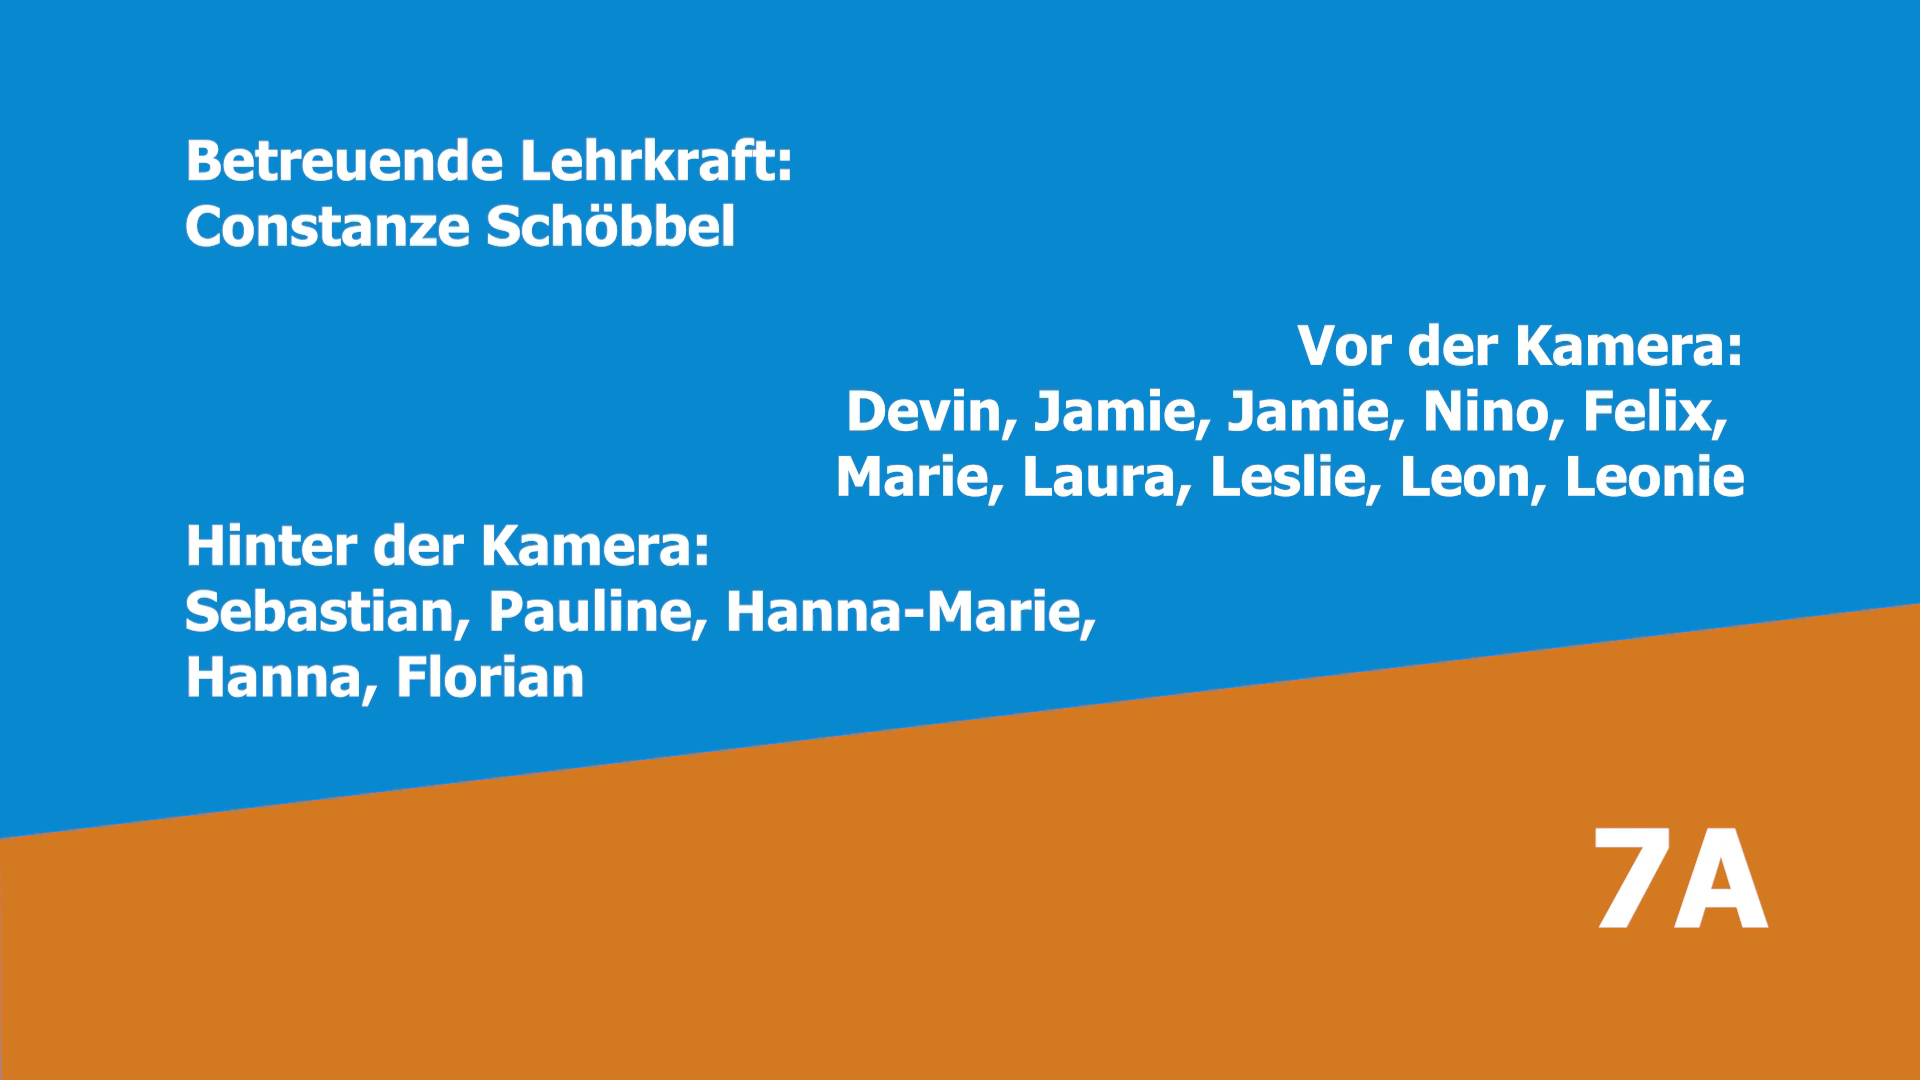 Betreuende Lehrkraft:
Constanze Schöbbel
Vor der Kamera:
Devin, Jamie, Jamie, Nino, Felix,
Marie, Laura, Leslie, Leon, Leonie
Hinter der Kamera:
Sebastian, Pauline, Hanna-Marie,
Hanna, Florian
7A